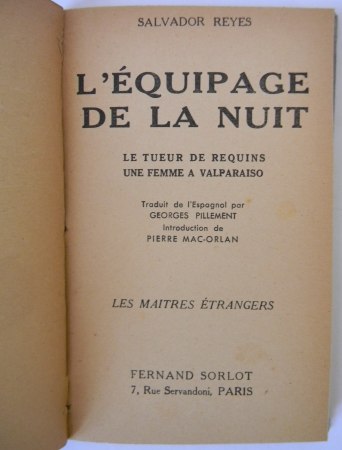 SALVADOR REYES
L'ÉQUIPAGE
DE LA NUIT
LE TUEUR DE REQUINS
UNE FEMME A VALPARAISO
Traduit de l'Espagnol par
GEORGES PILLEMENT
Introduction de
PIERRE MAC-ORLAN
LES MAITRES ÉTRANGERS
FERNAND SORLOT
7, Rue Servandoni, PARIS